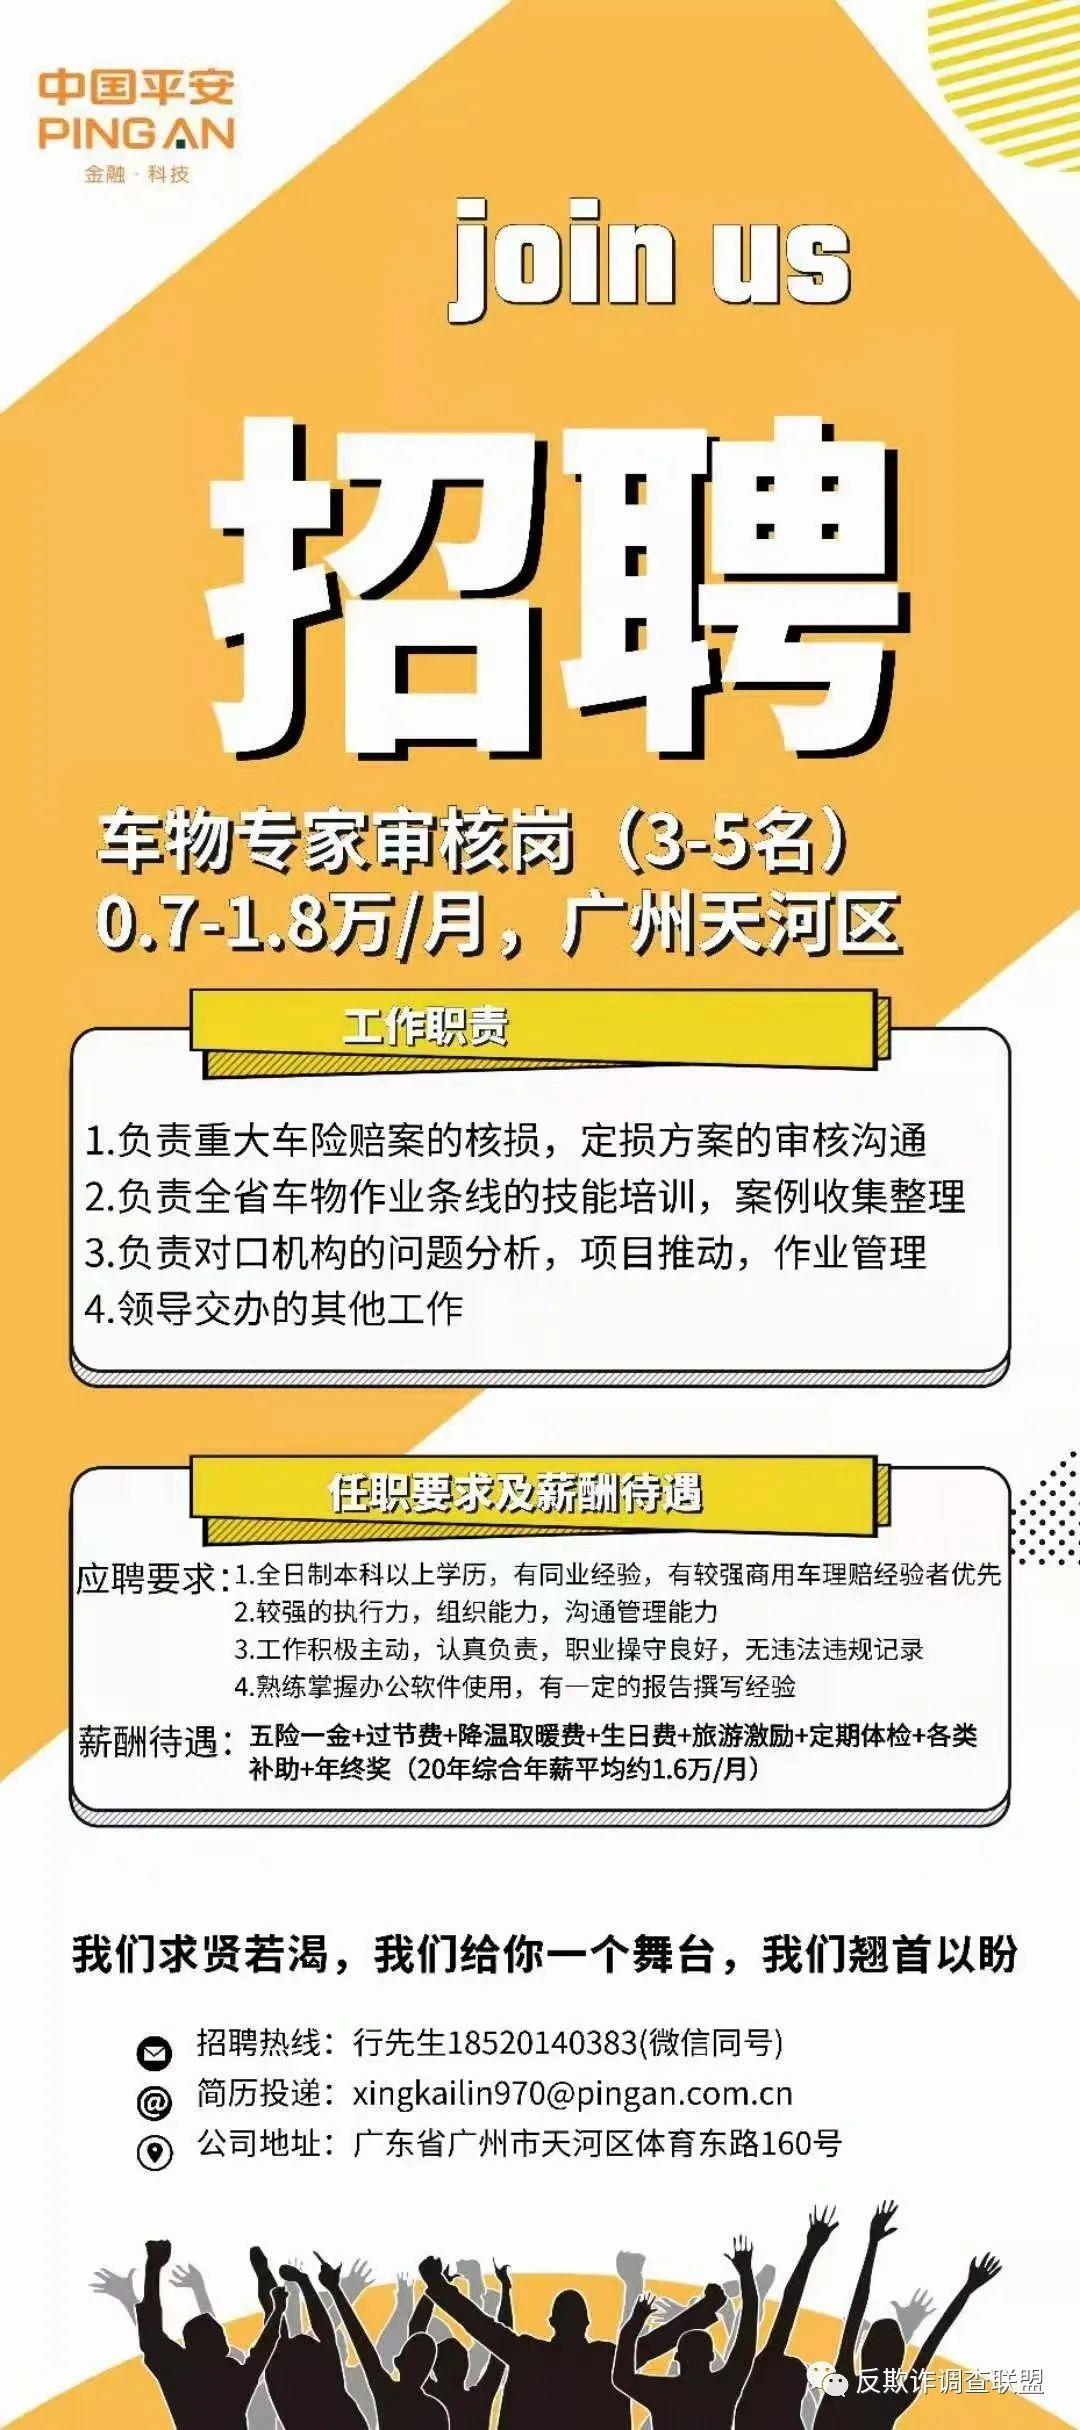 中国平安
PINGAN
金融·科技
join us
招聘
车物专家审核岗（3-5名）
0.7-1.8万/月，广州天河区
工作职责
1.负责重大车险赔案的核损，定损方案的审核沟通
2.负责全省车物作业条线的技能培训，案例收集整理
3.负责对口机构的问题分析，项目推动，作业管理
4.领导交办的其他工作
任职要求及薪酬待遇
应聘要求：1.全日制本科以上学历，有同业经验，有较强商用车理赔经验者优先
2.较强的执行力，组织能力，沟通管理能力
3.工作积极主动，认真负责，职业操守良好，无违法违规记录
4.熟练掌握办公软件使用，有一定的报告撰写经验
薪酬待遇：五险一金+过节费+降温取暖费+生日费+旅游激励+定期体检+各类
补助+年终奖（20年综合年薪平均约1.6万/月）
我们求贤若渴，我们给你一个舞台，我们翘首以盼
招聘热线：行先生18520140383(微信同号)
简历投递：xingkailin970@pingan.com.cn
公司地址：广东省广州市天河区体育东路160号
反欺诈调查联盟